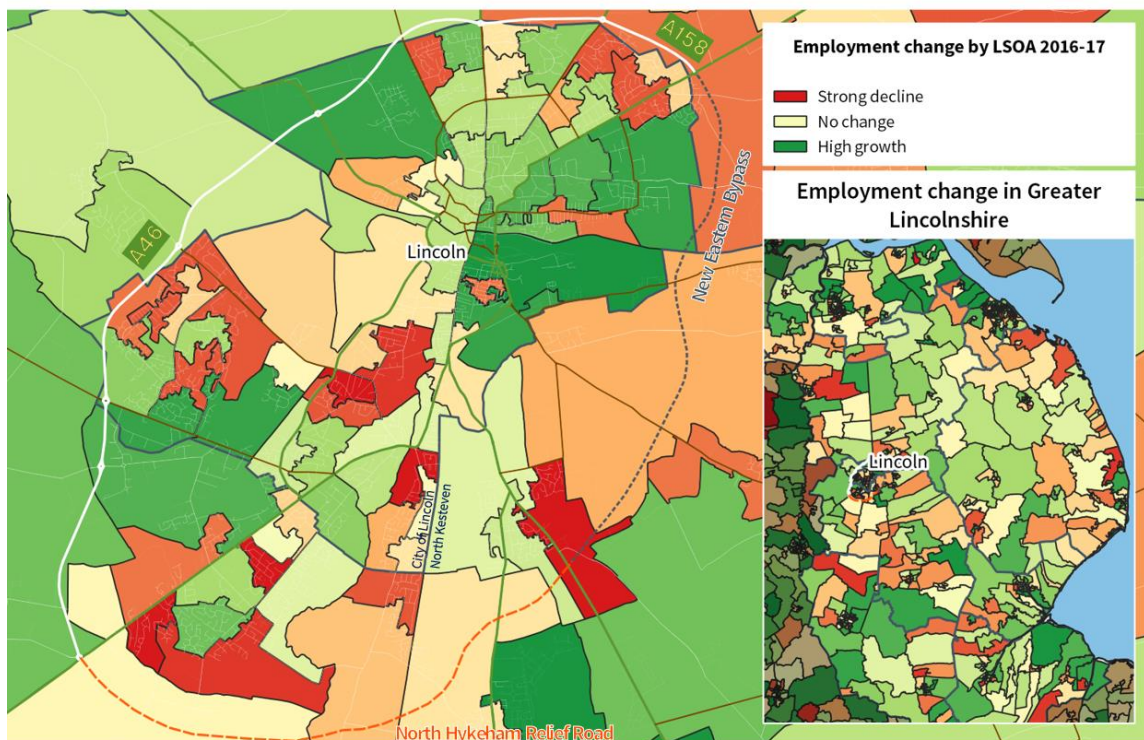 Employment change by LSOA 2016-17
Strong decline
No change
High growth
Employment change in Greater
Lincolnshire
Lincoln
A158
A46
New Eastern Bypass
Lincoln
City of Lincoln
North Kesteven
North Hykeham Relief Road